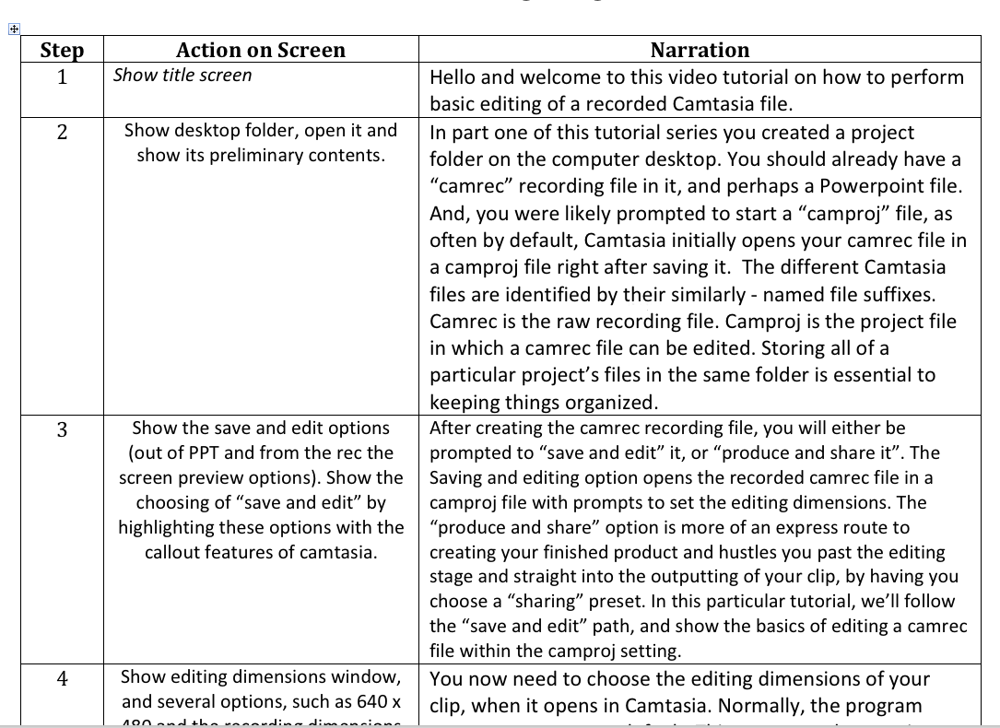 Step Action on Screen Narration
1
Show title screen
Hello and welcome to this video tutorial on how to perform
basic editing of a recorded Camtasia file.
2
Show desktop folder, open it and
show its preliminary contents.
In part one of this tutorial series you created a project
folder on the computer desktop. You should already have a
“camrec” recording file in it, and perhaps a Powerpoint file.
And, you were likely prompted to start a “camproj” file, as
often by default, Camtasia initially opens your camrec file in
a camproj file right after saving it.  The different Camtasia
files are identified by their similarly - named file suffixes.
Camrec is the raw recording file. Camproj is the project file
in which a camrec file can be edited. Storing all of a
particular project’s files in the same folder is essential to
keeping things organized.
3
Show the save and edit options
(out of PPT and from the rec the
screen preview options). Show the
choosing of “save and edit” by
highlighting these options with the
callout features of camtasia.
After creating the camrec recording file, you will either be
prompted to “save and edit” it, or “produce and share it”. The
Saving and editing option opens the recorded camrec file in a
camproj file with prompts to set the editing dimensions. The
“produce and share” option is more of an express route to
creating your finished product and hustles you past the editing
stage and straight into the outputting of your clip, by having you
choose a “sharing” preset. In this particular tutorial, we’ll follow
the “save and edit” path, and show the basics of editing a camrec
file within the camproj setting.
4
Show editing dimensions window,
and several options, such as 640 x
480 and the recording dimensions
You now need to choose the editing dimensions of your
clip, when it opens in Camtasia. Normally, the program